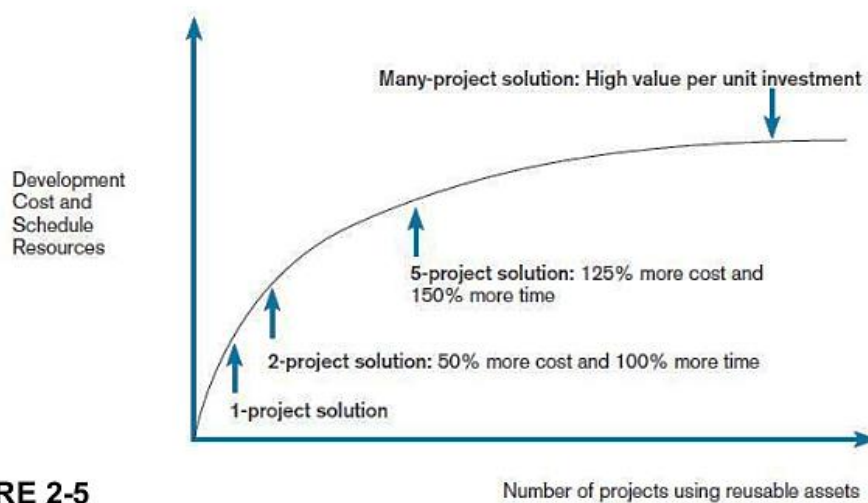 Many-project solution: High value per unit investment
Development
Cost and
Schedule
Resources
5-project solution: 125% more cost and
150% more time
2-project solution: 50% more cost and 100% more time
1-project solution
RE 2-5
Number of projects using reusable assets